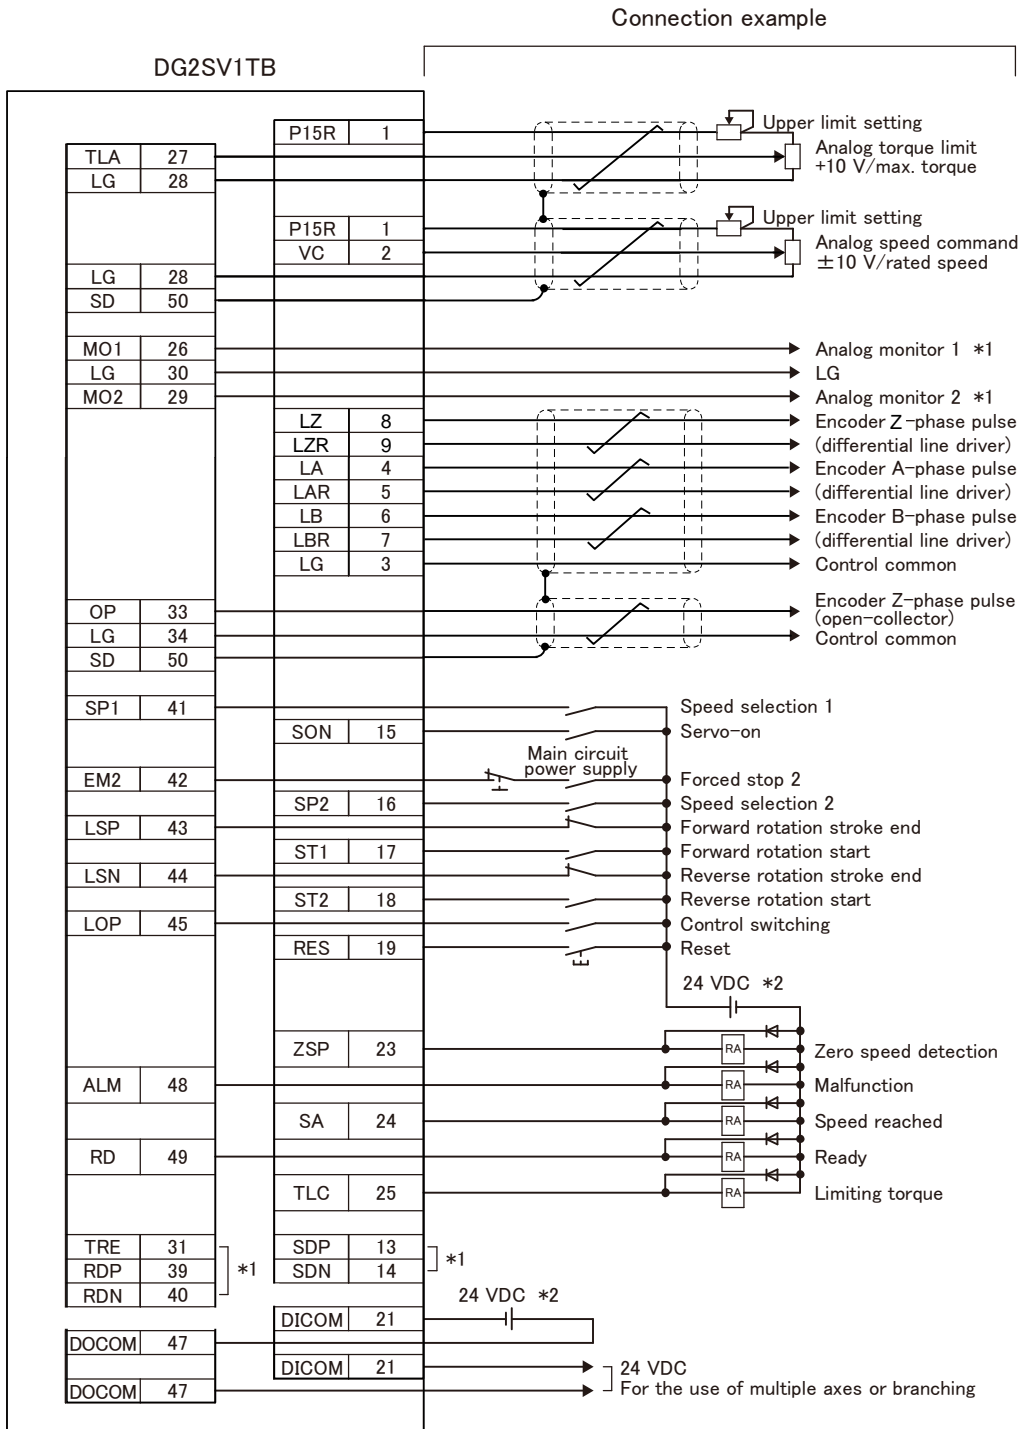 Connection example
DG2SV1TB
P15R 1 Upper limit setting
TLA 27 Analog torque limit
+10 V/max. torque
LG 28
P15R 1 Upper limit setting
VC 2 Analog speed command
±10 V/rated speed
LG 28
SD 50
MO1 26 Analog monitor 1 *1
LG 30 LG
MO2 29 Analog monitor 2 *1
LZ 8 Encoder Z-phase pulse
LZR 9 (differential line driver)
LA 4 Encoder A-phase pulse
LAR 5 (differential line driver)
LB 6 Encoder B-phase pulse
LBR 7 (differential line driver)
LG 3 Control common
OP 33 Encoder Z-phase pulse
(open-collector)
LG 34 Control common
SD 50
SP1 41 Speed selection 1
SON 15 Servo-on
Main circuit
power supply
EM2 42 Forced stop 2
SP2 16 Speed selection 2
LSP 43 Forward rotation stroke end
ST1 17 Forward rotation start
LSN 44 Reverse rotation stroke end
ST2 18 Reverse rotation start
LOP 45 Control switching
RES 19 Reset
24 VDC *2
ZSP 23 RA Zero speed detection
ALM 48 RA Malfunction
SA 24 RA Speed reached
RD 49 RA Ready
TLC 25 RA Limiting torque
TRE 31 SDP 13
RDP 39 *1 SDN 14 *1
RDN 40
24 VDC *2
DICOM 21
DOCOM 47
DICOM 21 24 VDC
DOCOM 47 For the use of multiple axes or branching